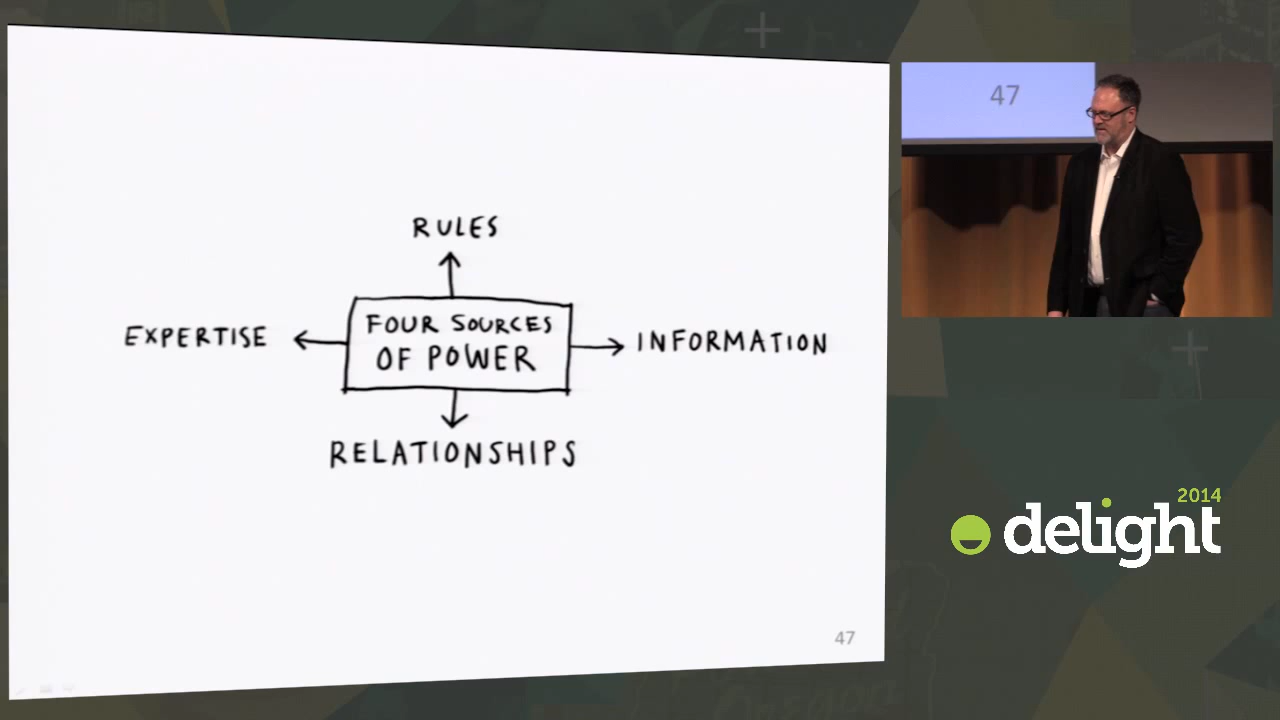 RULES
EXPERTISE
FOUR SOURCES
OF POWER
INFORMATION
RELATIONSHIPS
47
47
2014
delight